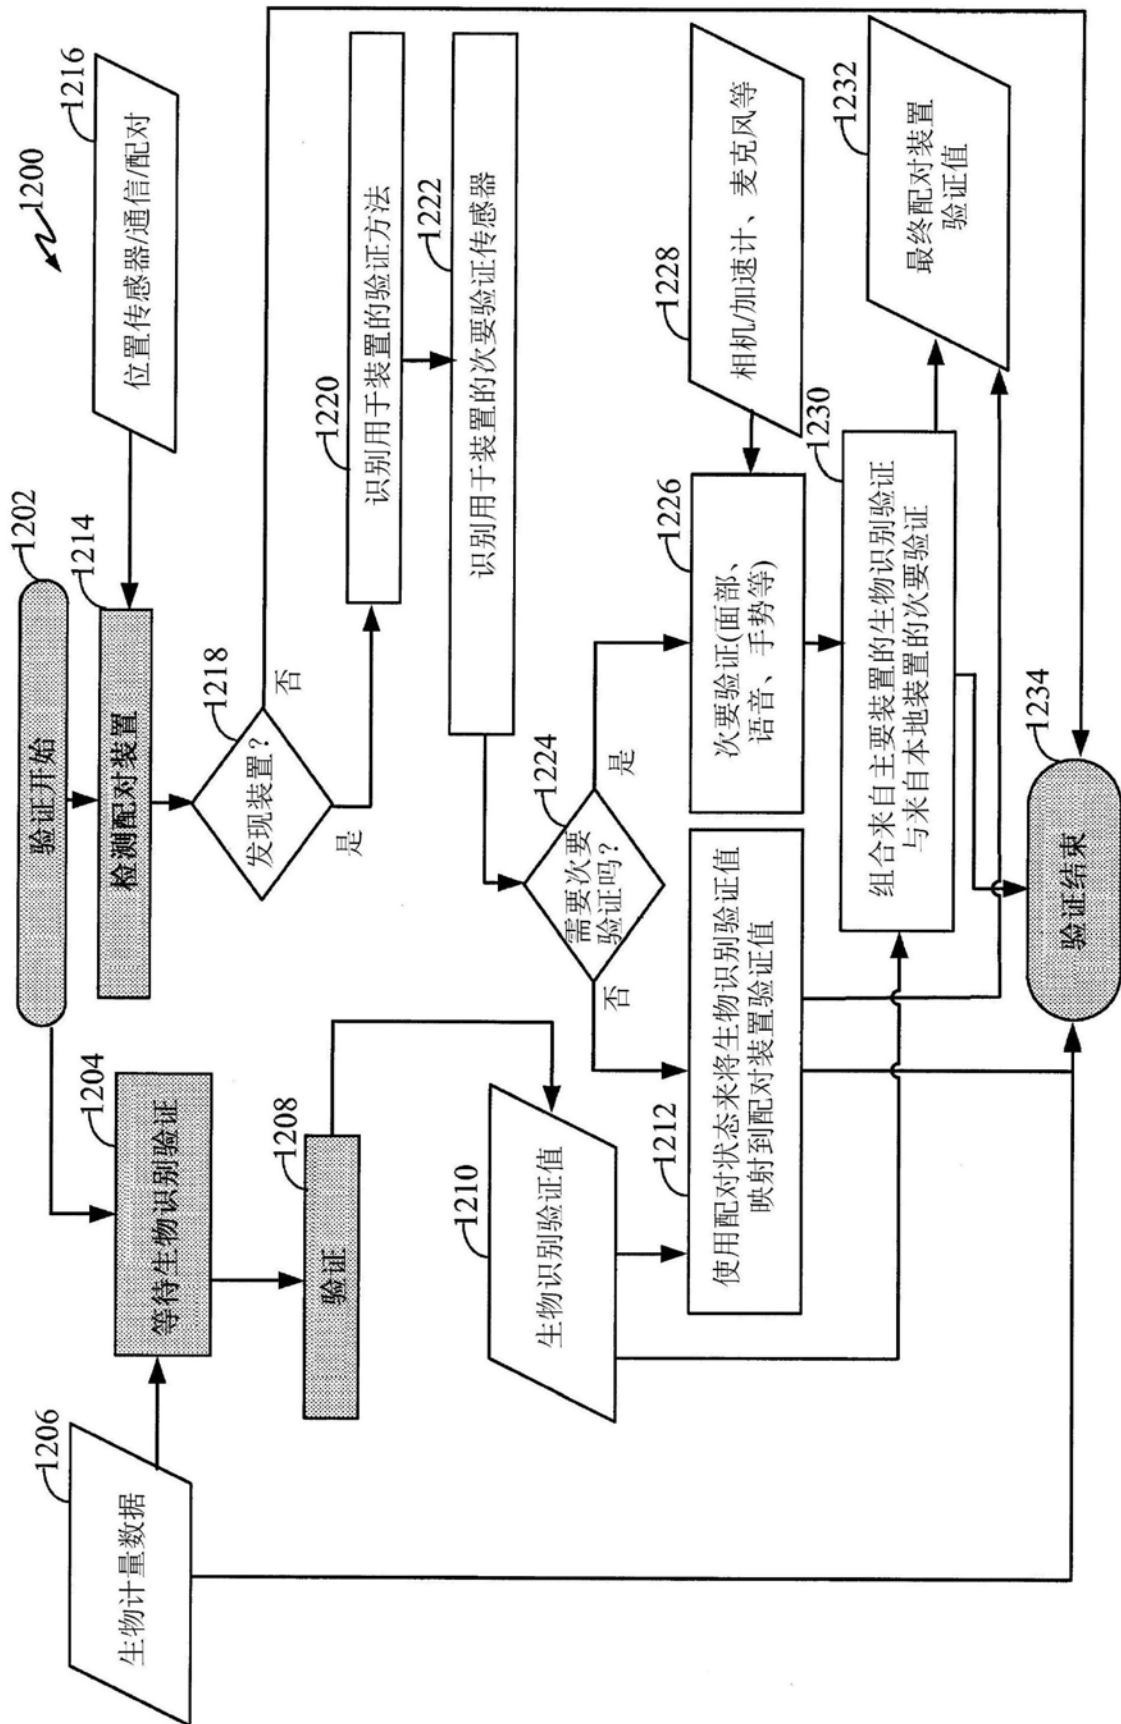 1200
1202
验证开始
1216
位置传感器/通信/配对
1214
检测配对装置
1204
等待生物识别验证
1206
生物计量数据
1218
发现装置?
否
是
1208
验证
1220
识别用于装置的验证方法
1222
识别用于装置的次要验证传感器
1224
需要次要
验证吗?
否
是
1210
生物识别验证值
1212
使用配对状态来将生物识别验证值
映射到配对装置验证值
1226
次要验证(面部、
语音、手势等)
1228
相机/加速计、麦克风等
1230
组合来自主要装置的生物识别验证
与来自本地装置的次要验证
1232
最终配对装置
验证值
1234
验证结束